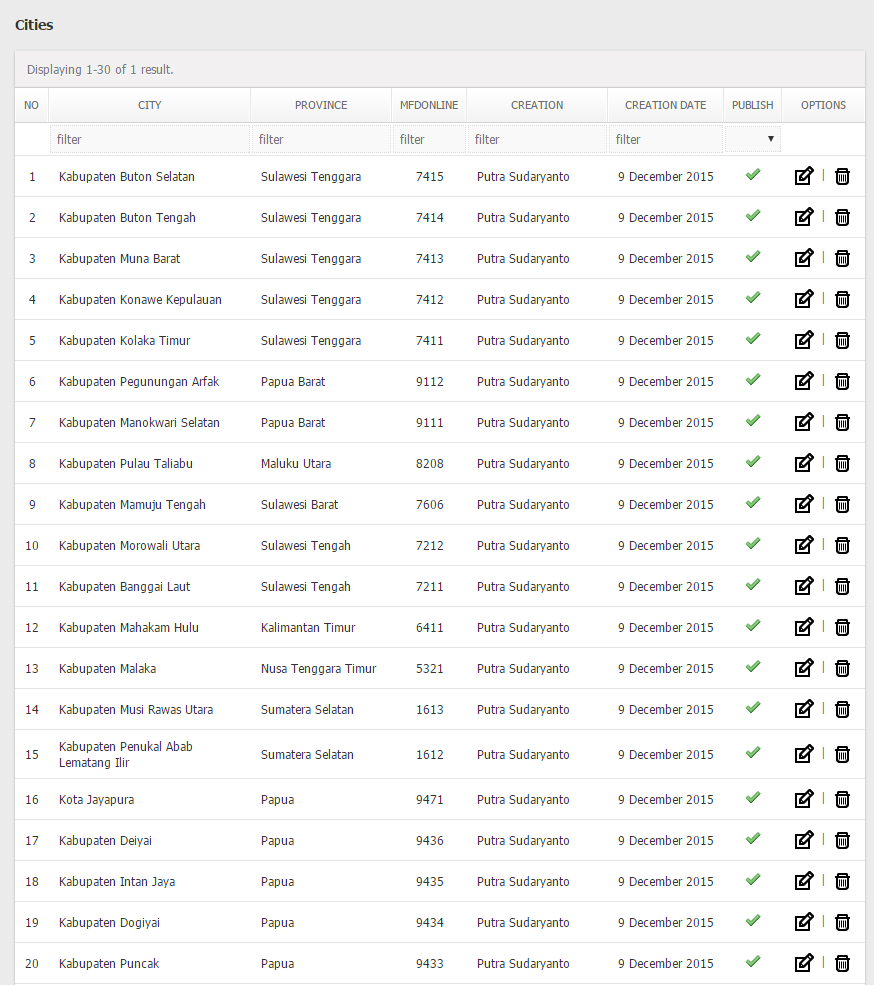 Cities
Displaying 1-30 of 1 result.
NO CITY PROVINCE MFDONLINE CREATION CREATION DATE PUBLISH OPTIONS
filter filter filter filter filter
1 Kabupaten Buton Selatan Sulawesi Tenggara 7415 Putra Sudaryanto 9 December 2015 |
2 Kabupaten Buton Tengah Sulawesi Tenggara 7414 Putra Sudaryanto 9 December 2015 |
3 Kabupaten Muna Barat Sulawesi Tenggara 7413 Putra Sudaryanto 9 December 2015 |
4 Kabupaten Konawe Kepulauan Sulawesi Tenggara 7412 Putra Sudaryanto 9 December 2015 |
5 Kabupaten Kolaka Timur Sulawesi Tenggara 7411 Putra Sudaryanto 9 December 2015 |
6 Kabupaten Pegunungan Arfak Papua Barat 9112 Putra Sudaryanto 9 December 2015 |
7 Kabupaten Manokwari Selatan Papua Barat 9111 Putra Sudaryanto 9 December 2015 |
8 Kabupaten Pulau Taliabu Maluku Utara 8208 Putra Sudaryanto 9 December 2015 |
9 Kabupaten Mamuju Tengah Sulawesi Barat 7606 Putra Sudaryanto 9 December 2015 |
10 Kabupaten Morowali Utara Sulawesi Tengah 7212 Putra Sudaryanto 9 December 2015 |
11 Kabupaten Banggai Laut Sulawesi Tengah 7211 Putra Sudaryanto 9 December 2015 |
12 Kabupaten Mahakam Hulu Kalimantan Timur 6411 Putra Sudaryanto 9 December 2015 |
13 Kabupaten Malaka Nusa Tenggara Timur 5321 Putra Sudaryanto 9 December 2015 |
14 Kabupaten Musi Rawas Utara Sumatera Selatan 1613 Putra Sudaryanto 9 December 2015 |
15 Kabupaten Penukal Abab
Lematang Ilir Sumatera Selatan 1612 Putra Sudaryanto 9 December 2015 |
16 Kota Jayapura Papua 9471 Putra Sudaryanto 9 December 2015 |
17 Kabupaten Deiyai Papua 9436 Putra Sudaryanto 9 December 2015 |
18 Kabupaten Intan Jaya Papua 9435 Putra Sudaryanto 9 December 2015 |
19 Kabupaten Dogiyai Papua 9434 Putra Sudaryanto 9 December 2015 |
20 Kabupaten Puncak Papua 9433 Putra Sudaryanto 9 December 2015 |